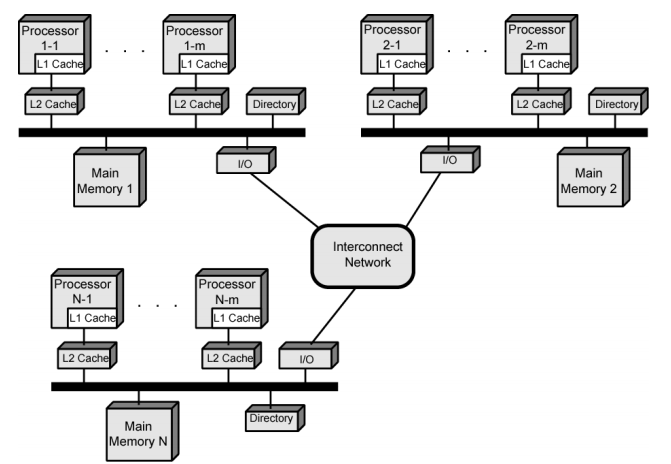 Processor
1-1
L1 Cache
. . .
Processor
1-m
L1 Cache
L2 Cache
L2 Cache
Directory
Main
Memory 1
I/O
Processor
2-1
L1 Cache
. . .
Processor
2-m
L1 Cache
L2 Cache
L2 Cache
Directory
I/O
Main
Memory 2
Interconnect
Network
Processor
N-1
L1 Cache
. . .
Processor
N-m
L1 Cache
L2 Cache
L2 Cache
I/O
Main
Memory N
Directory